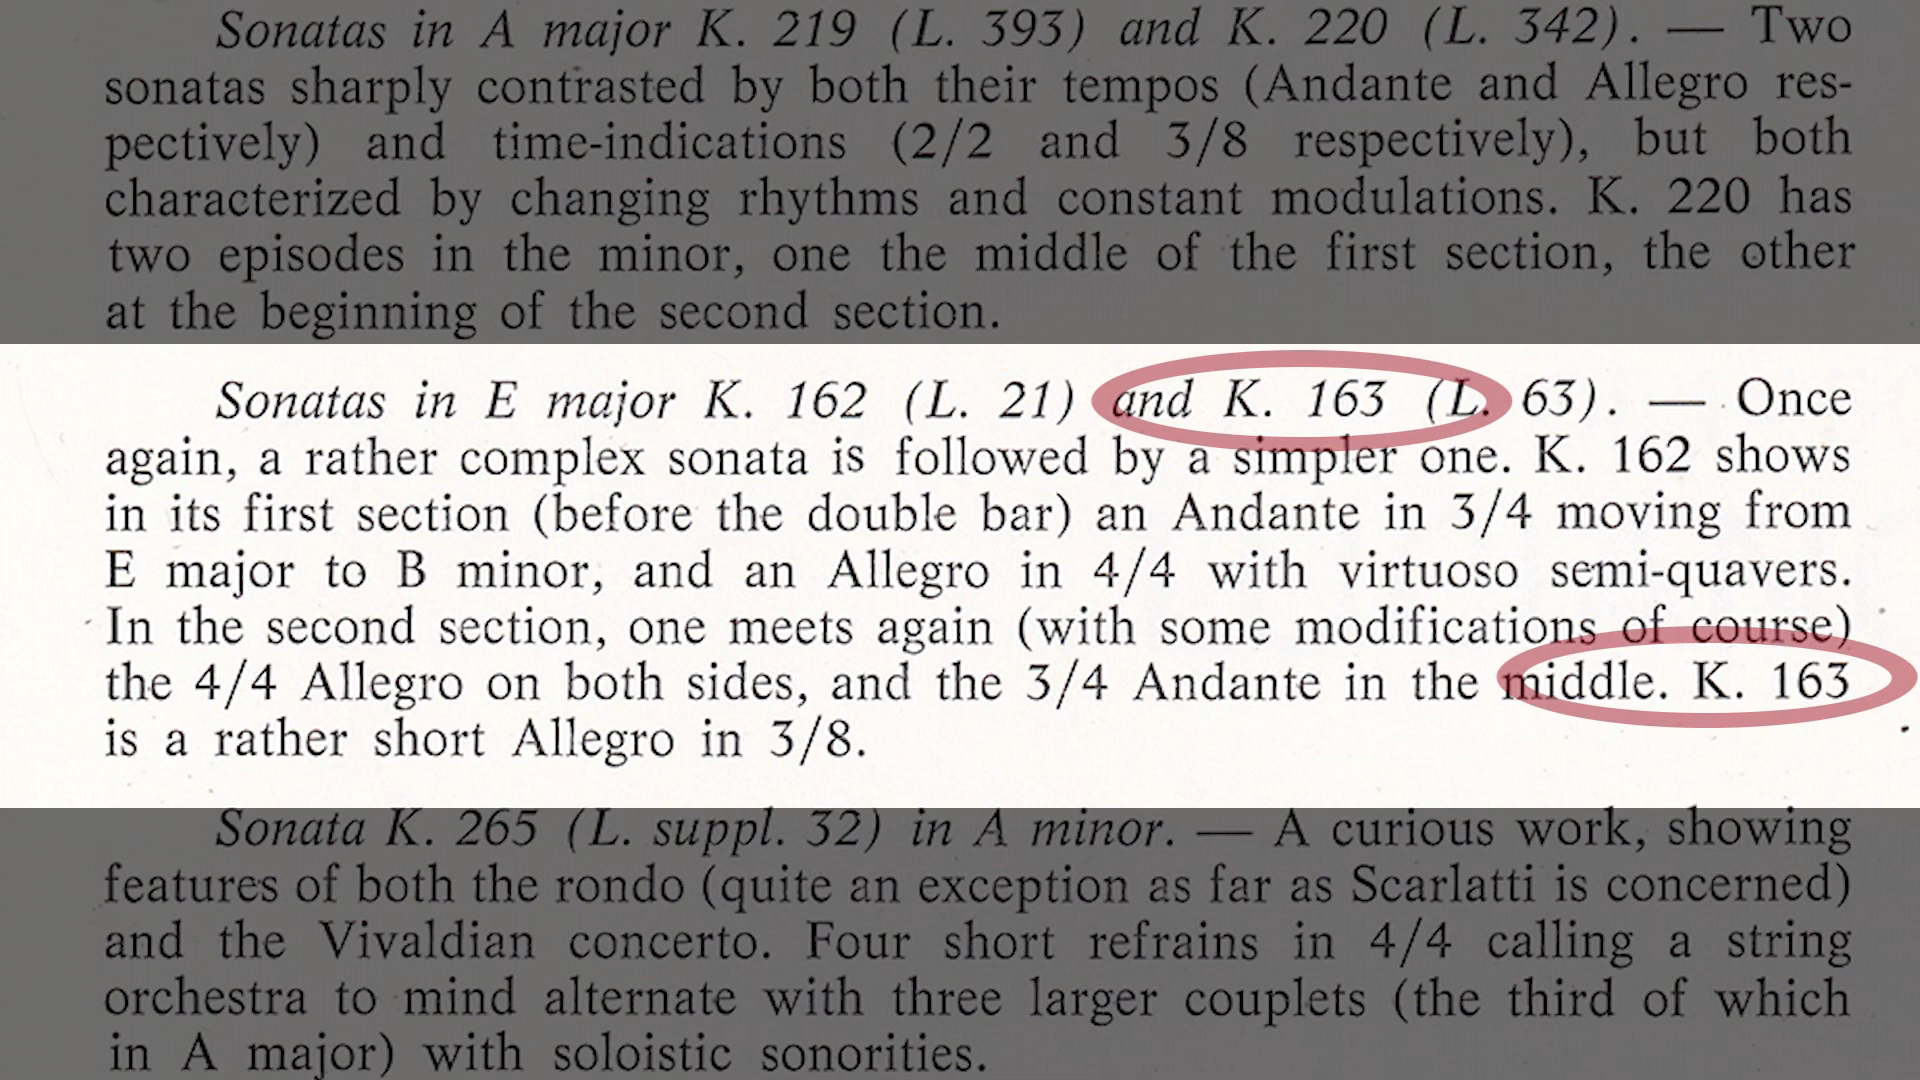 Sonatas in A major K. 219 (L. 393) and K. 220 (L. 342). — Two
sonatas sharply contrasted by both their tempos (Andante and Allegro res-
pectively) and time-indications (2/2 and 3/8 respectively), but both
characterized by changing rhythms and constant modulations. K. 220 has
two episodes in the minor, one the middle of the first section, the other
at the beginning of the second section.
Sonatas in E major K. 162 (L. 21) and K. 163 (L. 63). — Once
again, a rather complex sonata is followed by a simpler one. K. 162 shows
in its first section (before the double bar) an Andante in 3/4 moving from
E major to B minor, and an Allegro in 4/4 with virtuoso semi-quavers.
In the second section, one meets again (with some modifications of course)
the 4/4 Allegro on both sides, and the 3/4 Andante in the middle. K. 163
is a rather short Allegro in 3/8.
Sonata K. 265 (L. suppl. 32) in A minor. — A curious work, showing
features of both the rondo (quite an exception as far as Scarlatti is concerned)
and the Vivaldian concerto. Four short refrains in 4/4 calling a string
orchestra to mind alternate with three larger couplets (the third of which
in A major) with soloistic sonorities.